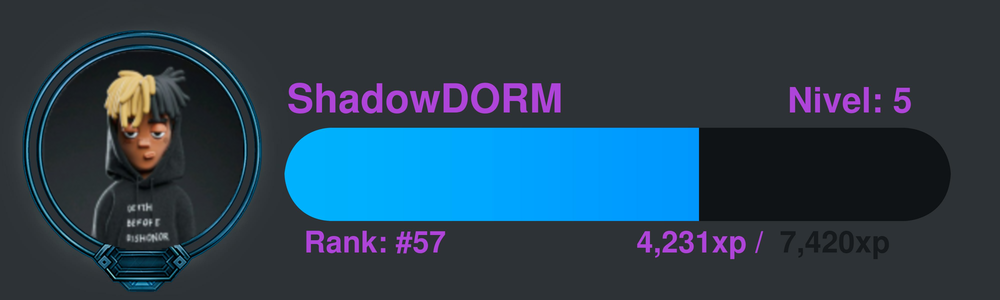 ShadowDORM
Nivel: 5
Rank: #57
4,231xp / 7,420xp
DEATH
BEFORE
DISHONOR